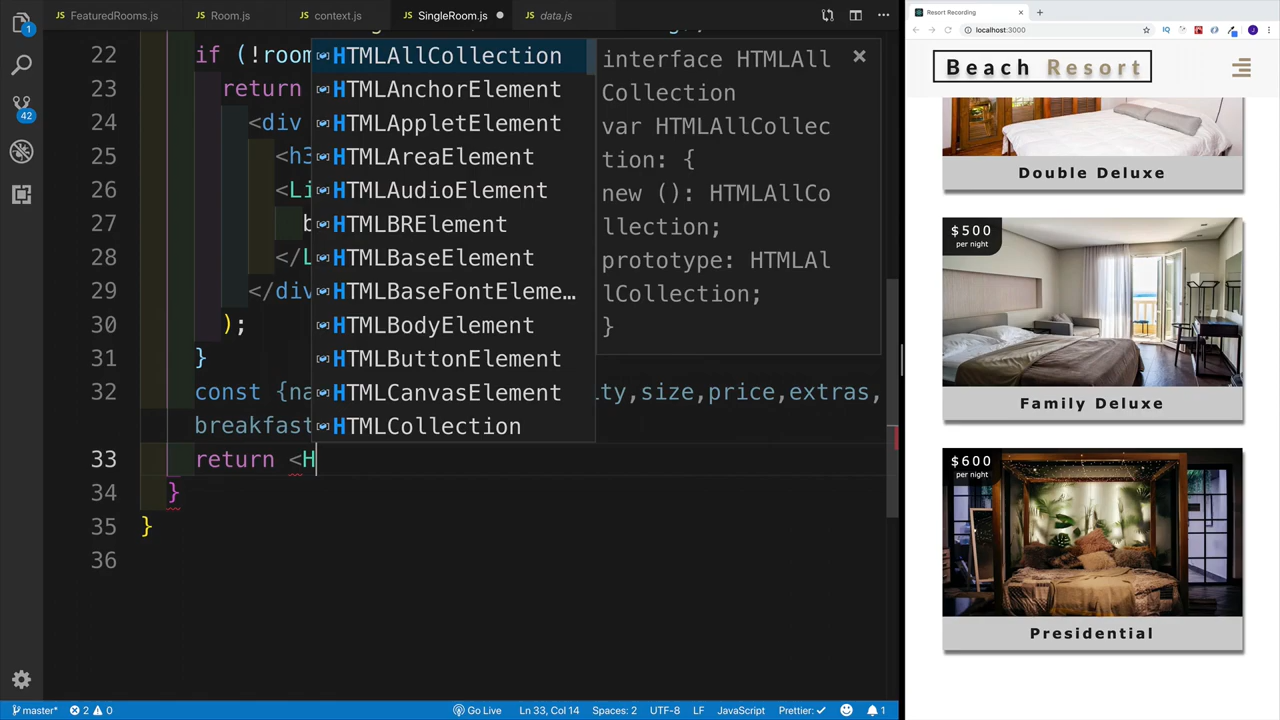 FeaturedRooms.js
Room.js
context.js
SingleRoom.js
data.js
22 if (!room
23 return
24 <div
25 <h3
26 <Li
27 b
28 </L
29 </div
30 );
31 }
32 const {na ty,size,price,extras,
breakfast
33 return <H
34 }
35 }
36
HTMLAllCollection
HTMLAnchorElement
HTMLAppletElement
HTMLAreaElement
HTMLAudioElement
HTMLBRElement
HTMLBaseElement
HTMLBaseFontEleme…
HTMLBodyElement
HTMLButtonElement
HTMLCanvasElement
HTMLCollection
interface HTMLAll
Collection
var HTMLAllCollec
tion: {
new (): HTMLAllCo
llection;
prototype: HTMLAl
lCollection;
}
1
42
master*
2
0
Go Live
Ln 33, Col 14
Spaces: 2
UTF-8
LF
JavaScript
Prettier: ✓
1
Resort Recording
localhost:3000
IQ
J
Beach Resort
Double Deluxe
$500
per night
Family Deluxe
$600
per night
Presidential